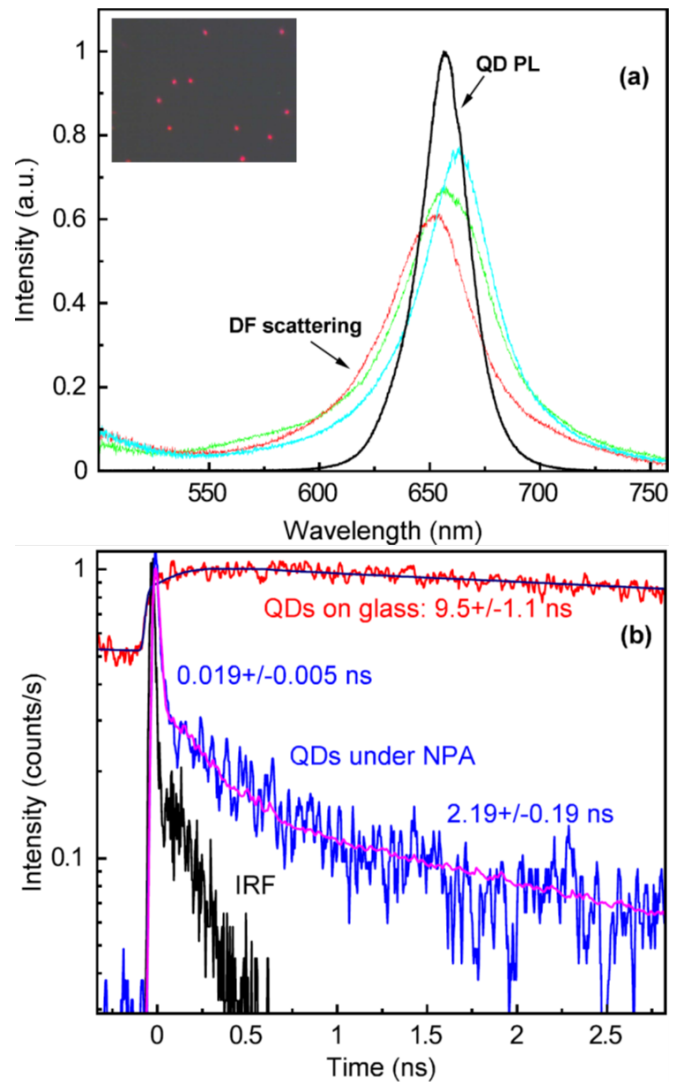 (a)
QD PL
DF scattering
Intensity (a.u.)
1
0.8
0.6
0.4
0.2
0
550
600
650
700
750
Wavelength (nm)
(b)
QDs on glass: 9.5+/-1.1 ns
0.019+/-0.005 ns
QDs under NPA
2.19+/-0.19 ns
IRF
Intensity (counts/s)
1
0.1
0
0.5
1
1.5
2
2.5
Time (ns)